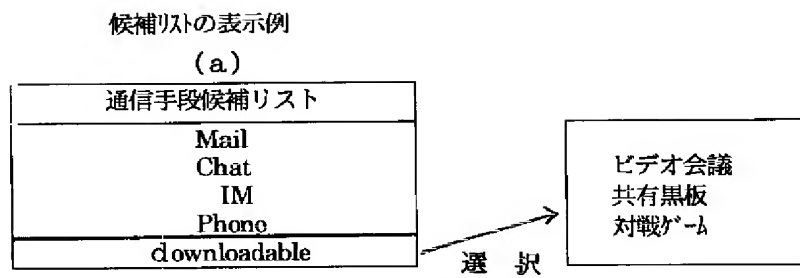 候補ﾘｽﾄの表示例
(a)
通信手段候補リスト
Mail
Chat
IM
Phone
downloadable
選 択
ビデオ会議
共有黒板
対戦ｹﾞｰﾑ